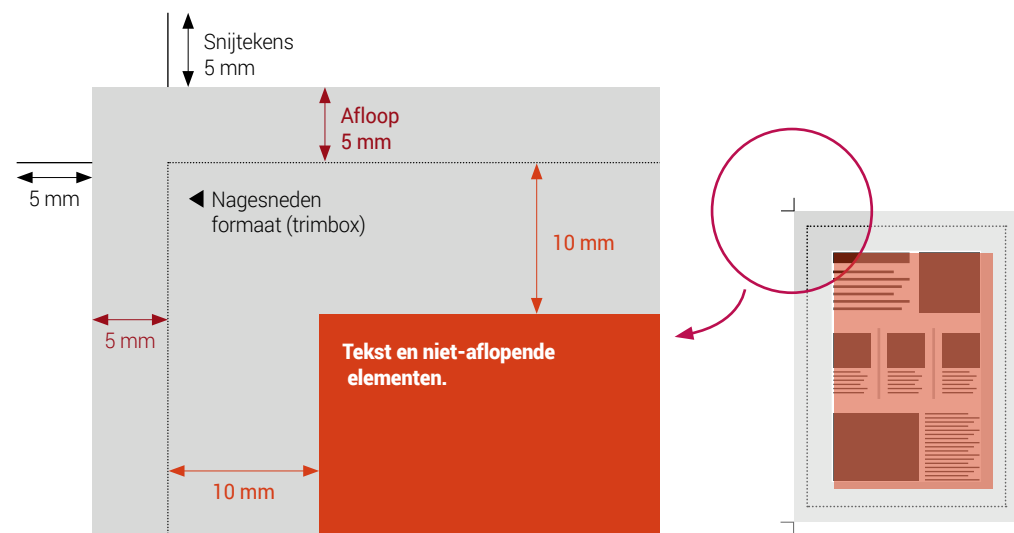 Snijtekens
5 mm
Afloop
5 mm
5 mm
Nagesneden
formaat (trimbox)
10 mm
5 mm
Tekst en niet-aflopende
elementen.
10 mm